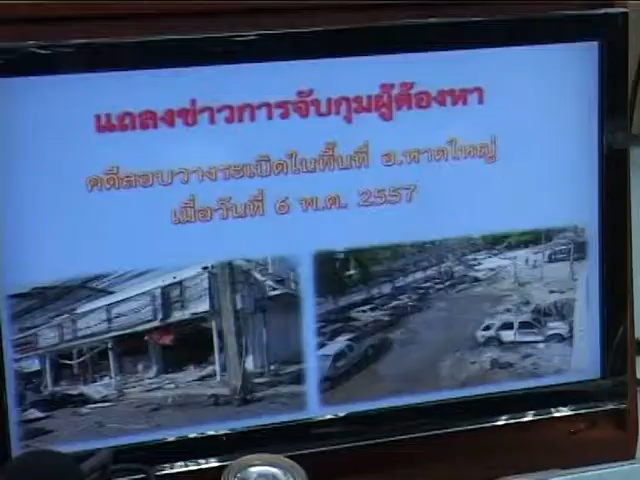 แถลงข่าวการจับกุมผู้ต้องหา
คดีลอบวางระเบิดในพื้นที่ อ.หาดใหญ่
เมื่อวันที่ 6 พ.ค. 2557